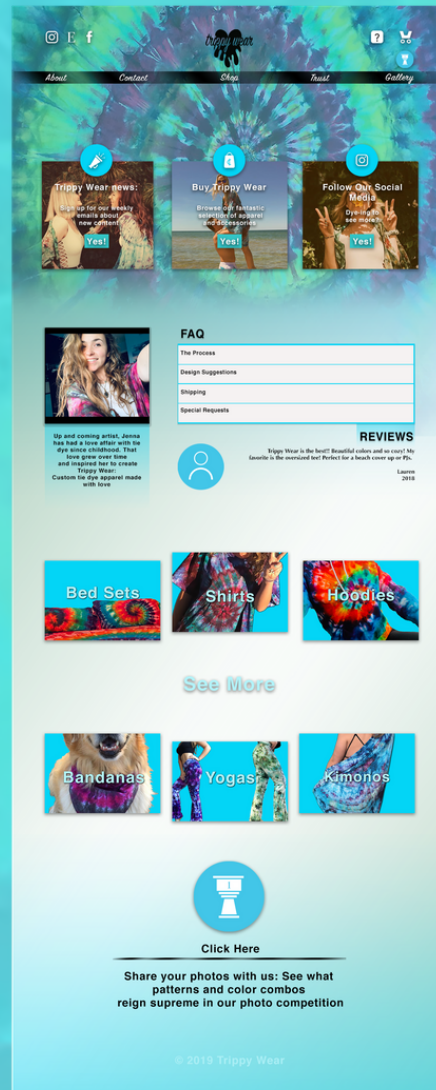 E f
trippy wear
?
About Contact Shop Trust Gallery
Trippy Wear news:
Sign up for our weekly
emails about
new content!
Yes!
Buy Trippy Wear
Browse our fantastic
selection of apparel
and accessories
Yes!
Follow Our Social
Media
Dye-ing to
see more?
Yes!
Up and coming artist, Jenna
has had a love affair with tie
dye since childhood. That
love grew over time
and inspired her to create
Trippy Wear:
Custom tie dye apparel made
with love
FAQ
The Process
Design Suggestions
Shipping
Special Requests
REVIEWS
Trippy Wear is the best!! Beautiful colors and so cozy! My
favorite is the oversized tee! Perfect for a beach cover up or PJs.
Lauren
2018
Bed Sets
Shirts
Hoodies
See More
Bandanas
Yogas
Kimonos
Click Here
Share your photos with us: See what
patterns and color combos
reign supreme in our photo competition
© 2019 Trippy Wear